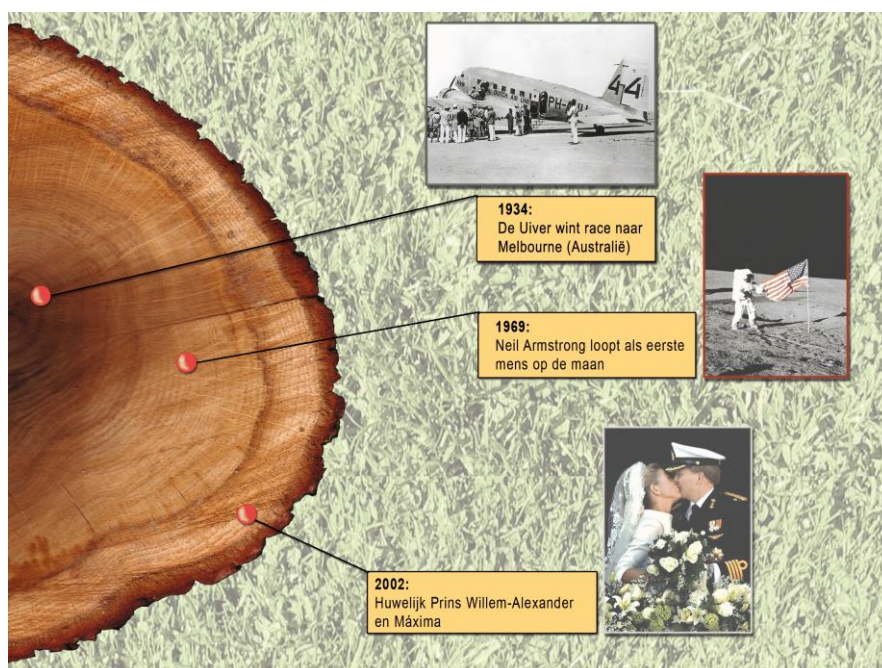 1934:
De Uiver wint race naar
Melbourne (Australië)
1969:
Neil Armstrong loopt als eerste
mens op de maan
2002:
Huwelijk Prins Willem-Alexander
en Máxima